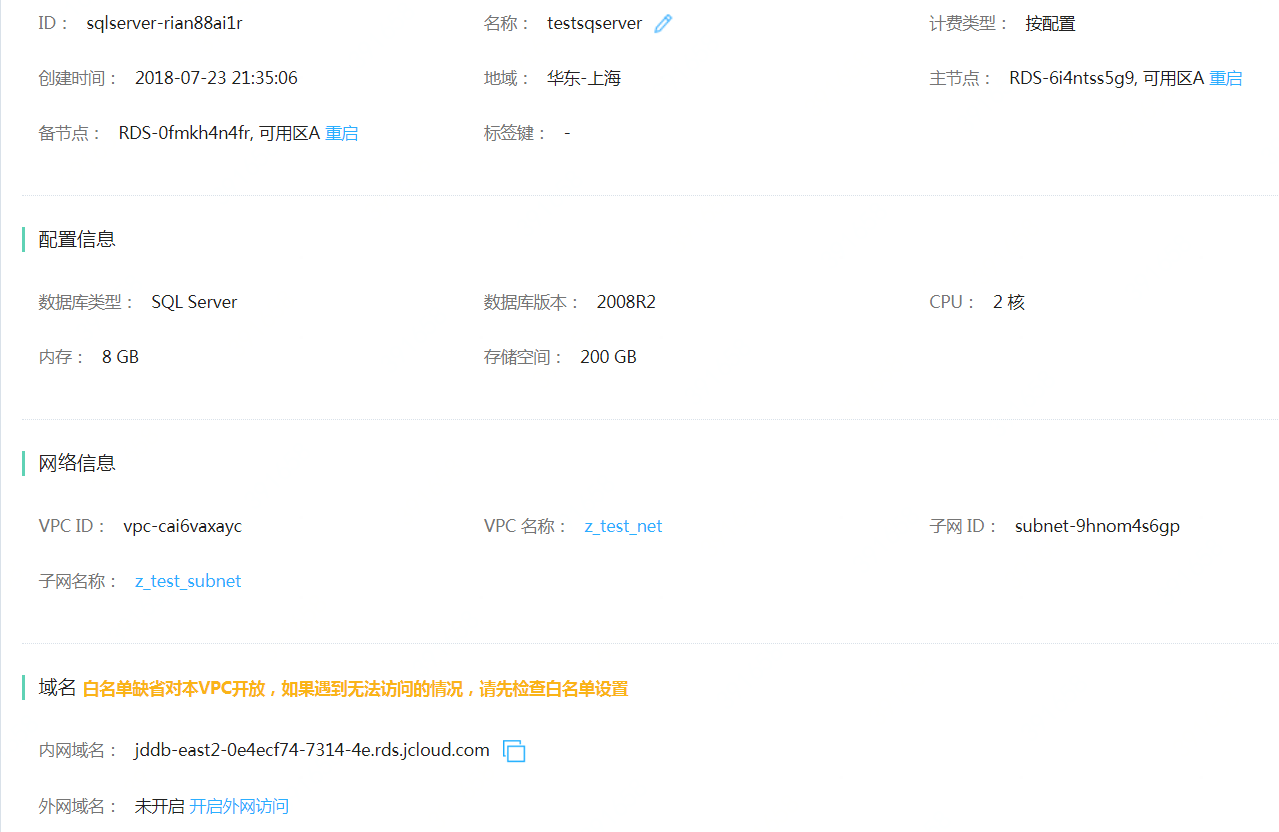 ID： sqlserver-rian88ai1r 名称： testsqserver 计费类型： 按配置
创建时间： 2018-07-23 21:35:06 地域： 华东-上海 主节点： RDS-6i4ntss5g9, 可用区A 重启
备节点： RDS-0fmkh4n4fr, 可用区A 重启 标签键： -
配置信息
数据库类型： SQL Server 数据库版本： 2008R2 CPU： 2 核
内存： 8 GB 存储空间： 200 GB
网络信息
VPC ID： vpc-cai6vaxayc VPC 名称： z_test_net 子网 ID： subnet-9hnom4s6gp
子网名称： z_test_subnet
域名 白名单缺省对本VPC开放，如果遇到无法访问的情况，请先检查白名单设置
内网域名： jddb-east2-0e4ecf74-7314-4e.rds.jcloud.com
外网域名： 未开启 开启外网访问